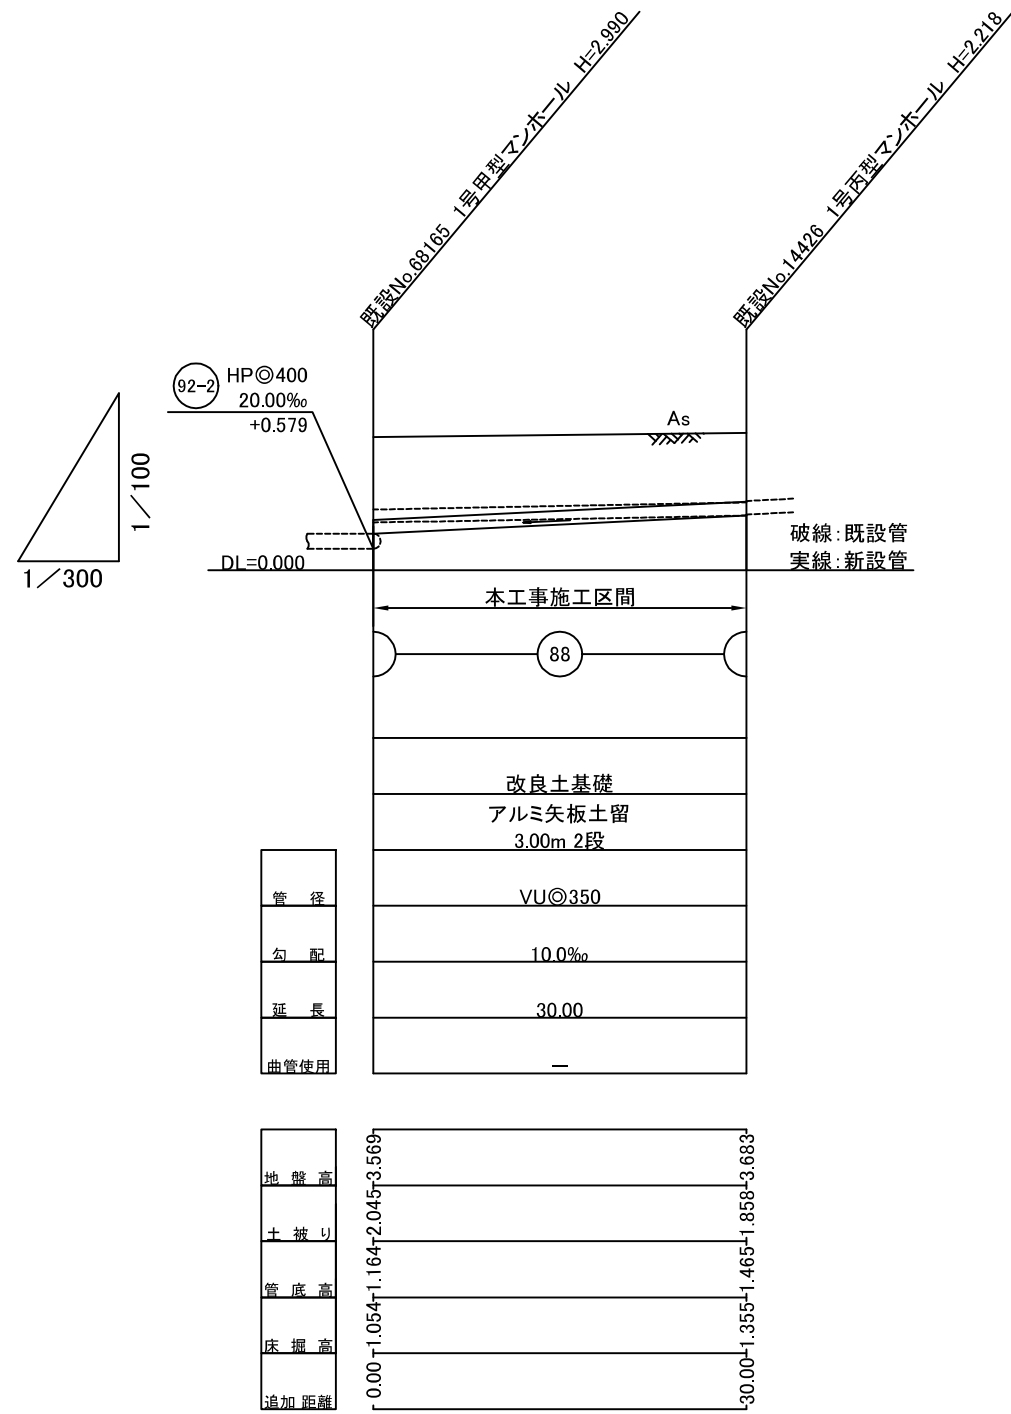 既設No.68165 1号甲型マンホール H=2.990
既設No.14426 1号丙型マンホール H=2.218
92-2
HP◎400
20.00‰
+0.579
As
1／100
1／300
DL=0.000
破線:既設管
実線:新設管
本工事施工区間
88
改良土基礎
アルミ矢板土留
3.00m 2段
管 径 VU◎350
勾 配 10.0‰
延 長 30.00
曲管使用 ー
地 盤 高 3.569 3.683
土 被 り 2.045 1.858
管 底 高 1.164 1.465
床 掘 高 1.054 1.355
追加 距離 0.00 30.00